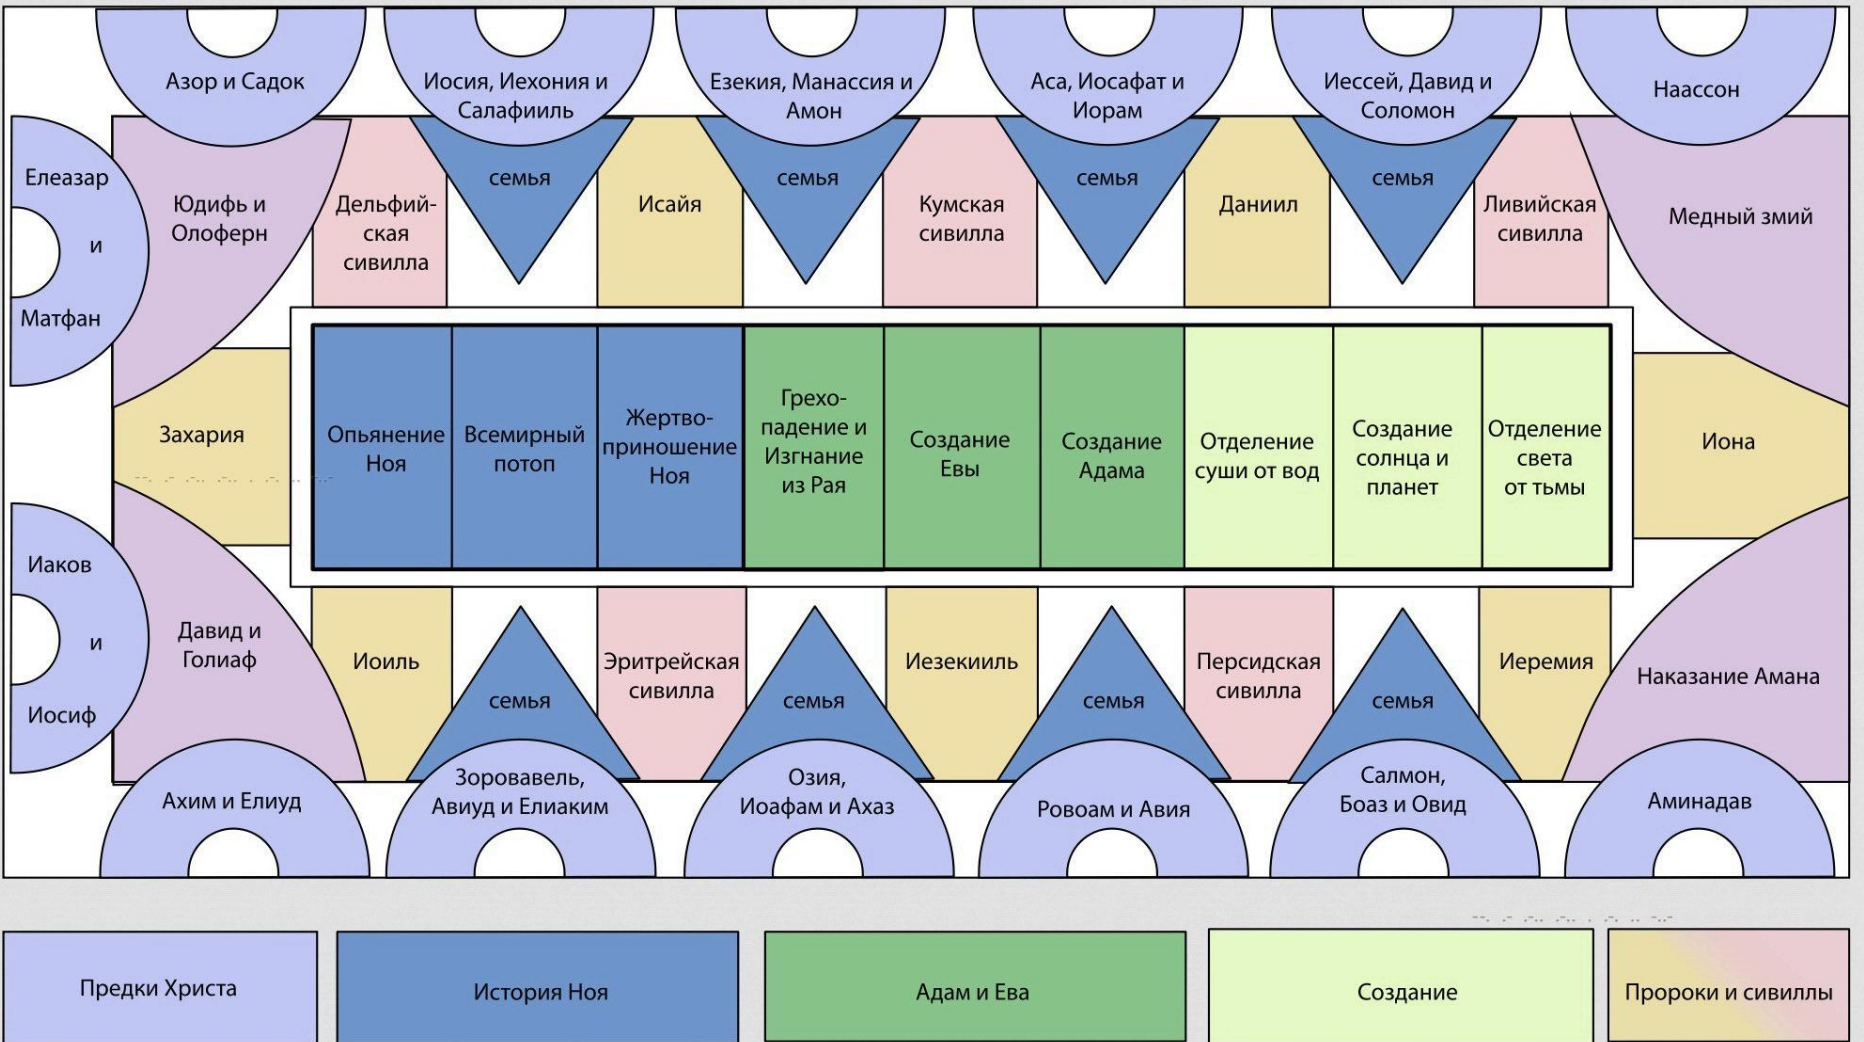 Азор и Садок
Иосия, Иехония и
Салафииль
Езекия, Манассия и
Амон
Аса, Иосафат и
Иорам
Иессей, Давид и
Соломон
Наассон
Елеазар
и
Матфан
Юдифь и
Олоферн
Дельфий-
ская
сивилла
семья
Исайя
семья
Кумская
сивилла
семья
Даниил
семья
Ливийская
сивилла
Медный змий
Захария
Опьянение
Ноя
Всемирный
потоп
Жертво-
приношение
Ноя
Грехо-
падение и
Изгнание
из Рая
Создание
Евы
Создание
Адама
Отделение
суши от вод
Создание
солнца и
планет
Отделение
света
от тьмы
Иона
Иаков
и
Иосиф
Давид и
Голиаф
Иоиль
семья
Эритрейская
сивилла
семья
Иезекииль
семья
Персидская
сивилла
семья
Иеремия
Наказание Амана
Ахим и Елиуд
Зоровавель,
Авиуд и Елиаким
Озия,
Иоафам и Ахаз
Ровоам и Авия
Салмон,
Боаз и Овид
Аминадав
Предки Христа
История Ноя
Адам и Ева
Создание
Пророки и сивиллы